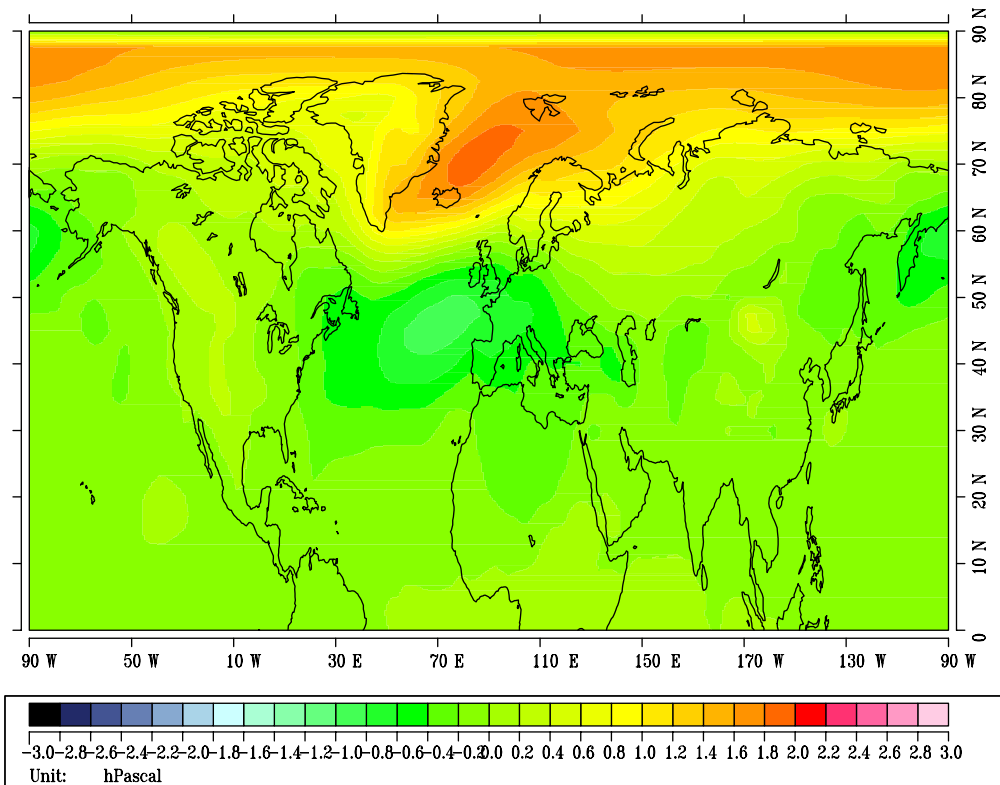 90 N
80 N
70 N
60 N
50 N
40 N
30 N
20 N
10 N
0
90 W 50 W 10 W 30 E 70 E 110 E 150 E 170 W 130 W 90 W
-3.0 -2.8 -2.6 -2.4 -2.2 -2.0 -1.8 -1.6 -1.4 -1.2 -1.0 -0.8 -0.6 -0.4 -0.2 0.0 0.2 0.4 0.6 0.8 1.0 1.2 1.4 1.6 1.8 2.0 2.2 2.4 2.6 2.8 3.0
Unit: hPascal